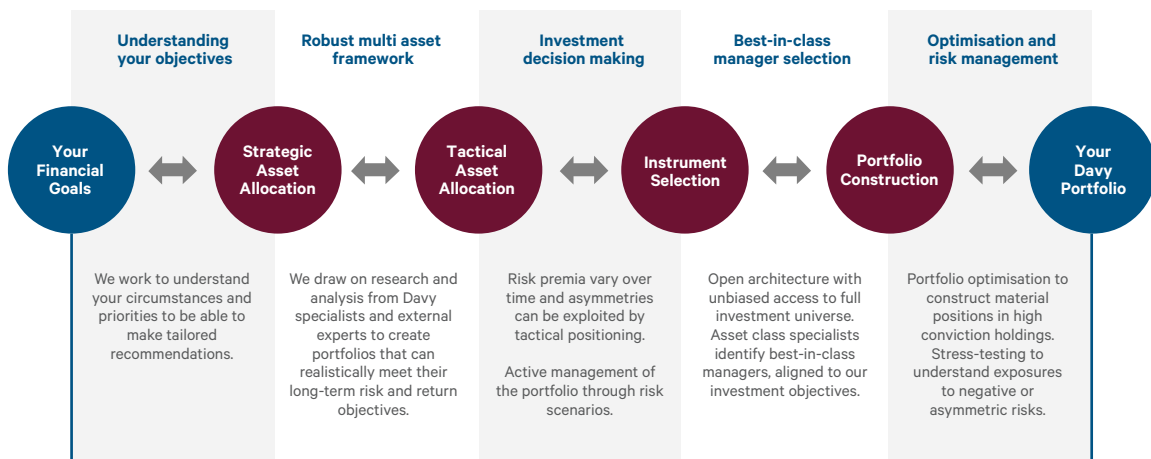 Understanding
your objectives
Robust multi asset
framework
Investment
decision making
Best-in-class
manager selection
Optimisation and
risk management
Your
Financial
Goals
Strategic
Asset
Allocation
Tactical
Asset
Allocation
Instrument
Selection
Portfolio
Construction
Your
Davy
Portfolio
We work to understand
your circumstances and
priorities to be able to
make tailored
recommendations.
We draw on research and
analysis from Davy
specialists and external
experts to create
portfolios that can
realistically meet their
long-term risk and return
objectives.
Risk premia vary over
time and asymmetries
can be exploited by
tactical positioning.
Active management of
the portfolio through risk
scenarios.
Open architecture with
unbiased access to full
investment universe.
Asset class specialists
identify best-in-class
managers, aligned to our
investment objectives.
Portfolio optimisation to
construct material
positions in high
conviction holdings.
Stress-testing to
understand exposures
to negative or
asymmetric risks.